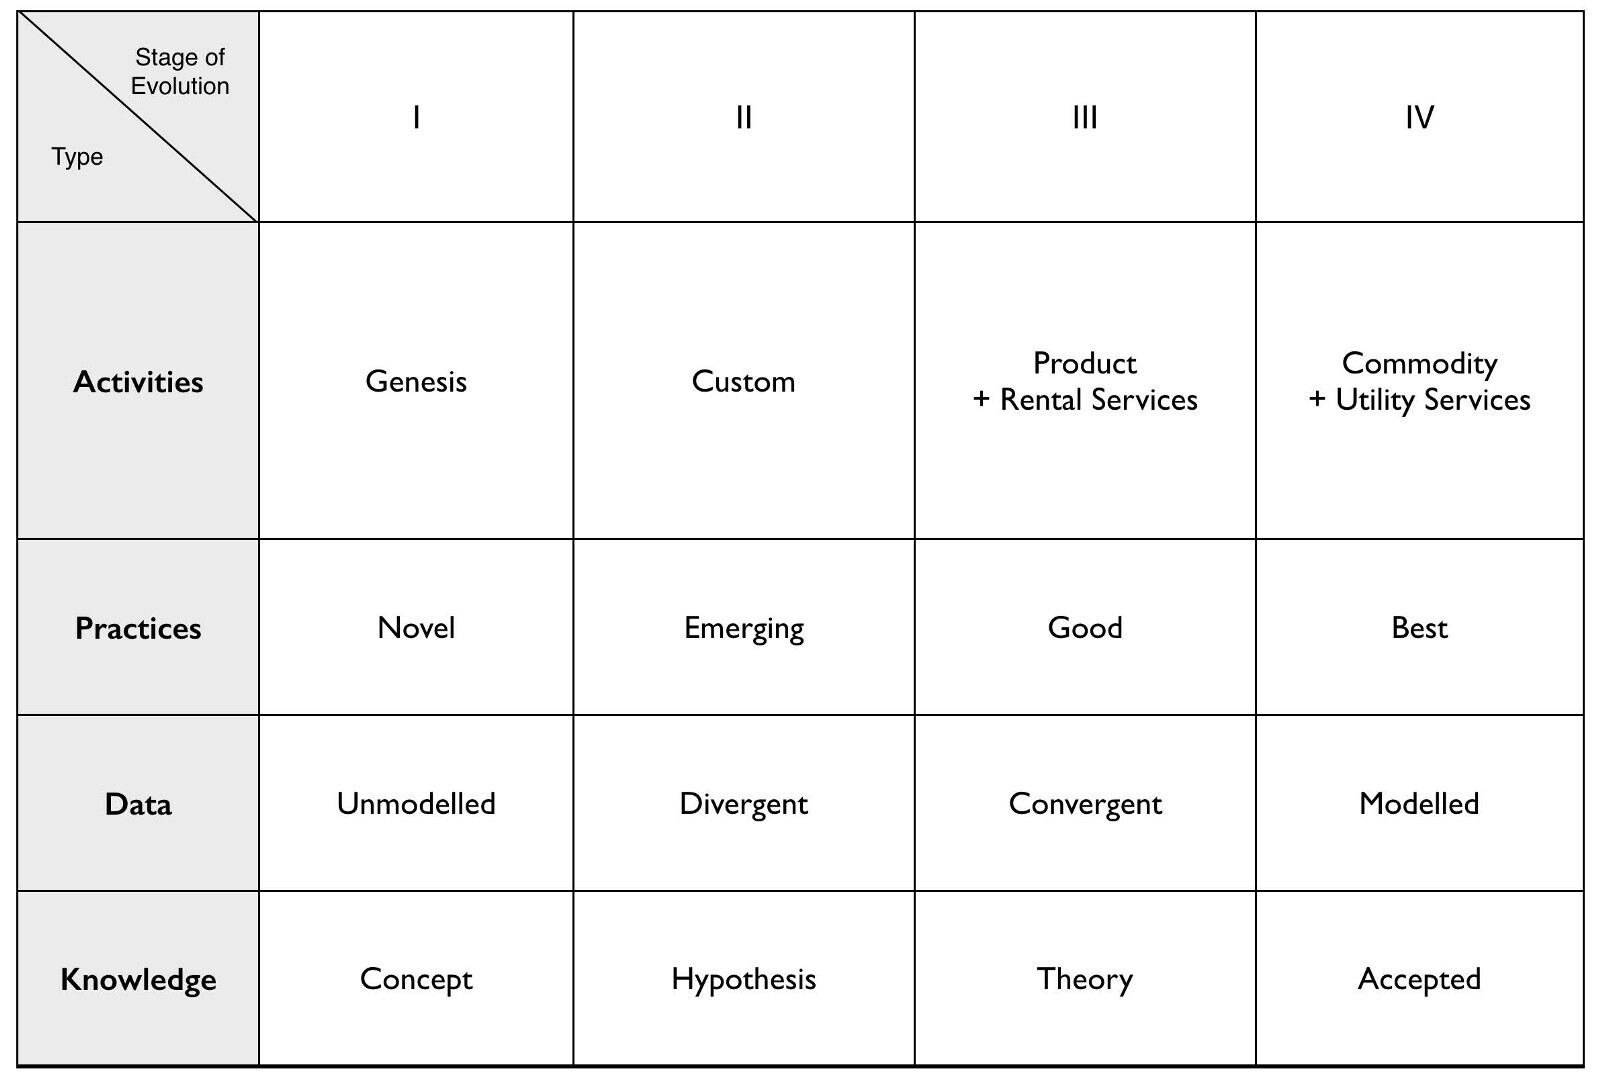 Stage of
Evolution
Type
I
II
III
IV
Activities
Genesis
Custom
Product
+ Rental Services
Commodity
+ Utility Services
Practices
Novel
Emerging
Good
Best
Data
Unmodelled
Divergent
Convergent
Modelled
Knowledge
Concept
Hypothesis
Theory
Accepted